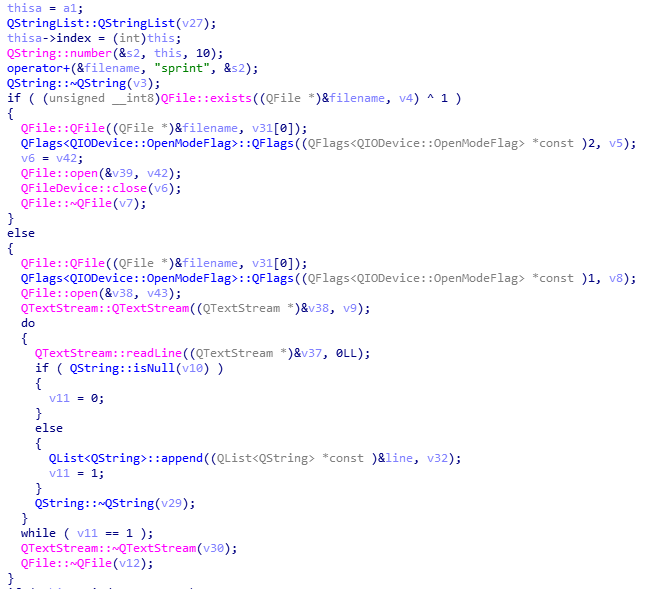 thisa = a1;
QStringList::QStringList(v27);
thisa->index = (int)this;
QString::number(&s2, this, 10);
operator+(&filename, "sprint", &s2);
QString::~QString(v3);
if ( (unsigned __int8)QFile::exists((QFile *)&filename, v4) ^ 1 )
{
QFile::QFile((QFile *)&filename, v31[0]);
QFlags<QIODevice::OpenModeFlag>::QFlags((QFlags<QIODevice::OpenModeFlag> *const )2, v5);
v6 = v42;
QFile::open(&v39, v42);
QFileDevice::close(v6);
QFile::~QFile(v7);
}
else
{
QFile::QFile((QFile *)&filename, v31[0]);
QFlags<QIODevice::OpenModeFlag>::QFlags((QFlags<QIODevice::OpenModeFlag> *const )1, v8);
QFile::open(&v38, v43);
QTextStream::QTextStream((QTextStream *)&v38, v9);
do
{
QTextStream::readLine((QTextStream *)&v37, 0LL);
if ( QString::isNull(v10) )
{
v11 = 0;
}
else
{
QList<QString>::append((QList<QString> *const )&line, v32);
v11 = 1;
}
QString::~QString(v29);
}
while ( v11 == 1 );
QTextStream::~QTextStream(v30);
QFile::~QFile(v12);
}